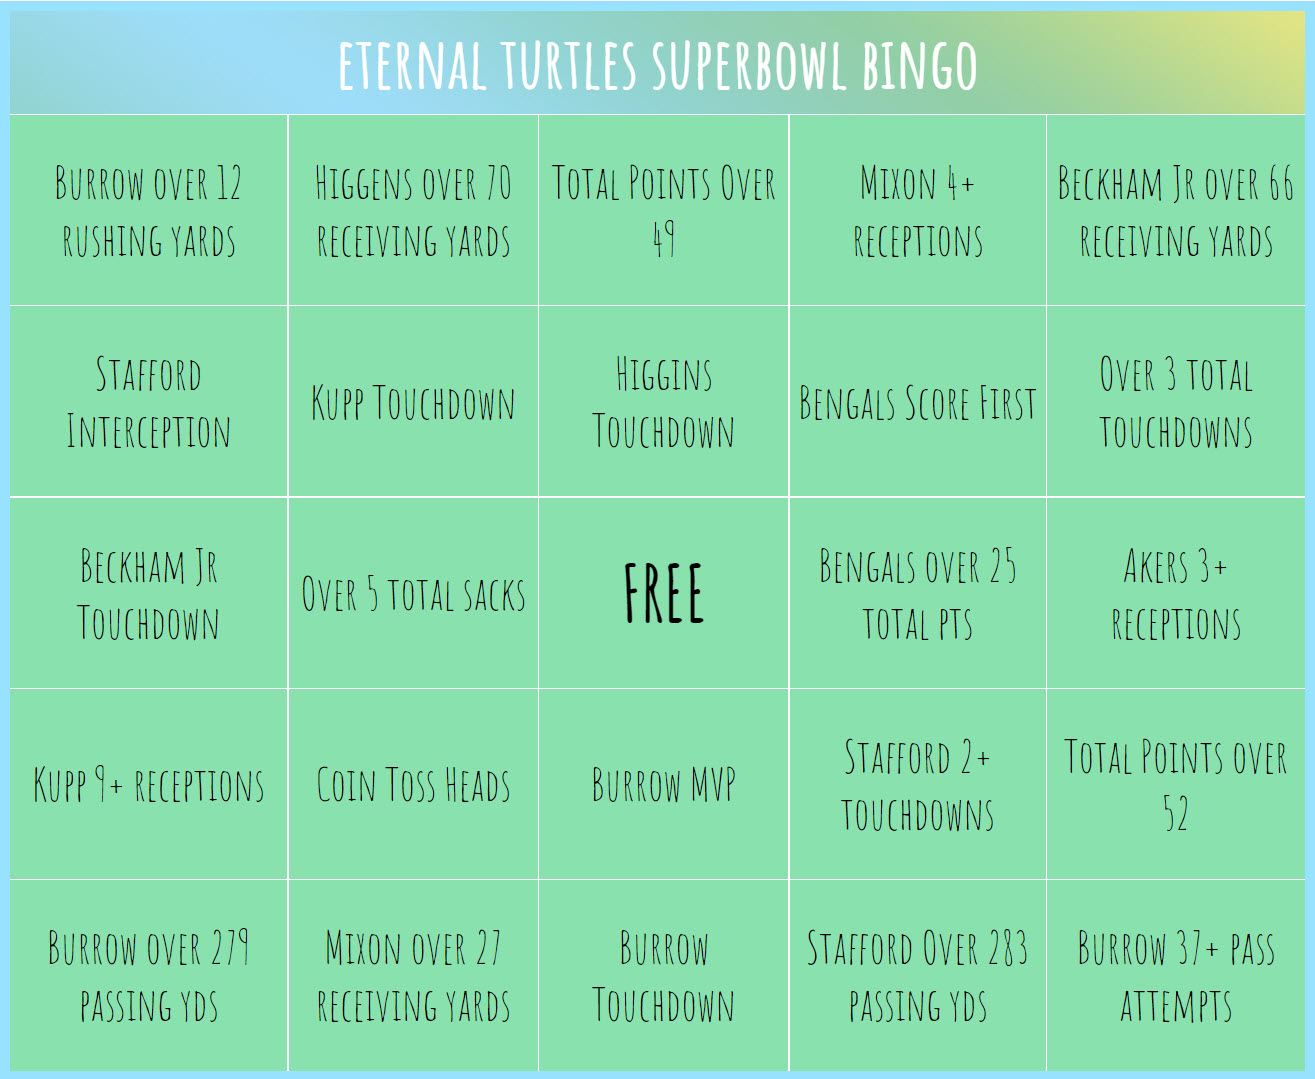 Eternal Turtles Superbowl Bingo
Burrow over 12
rushing yards
Higgens over 70
receiving yards
Total Points Over
49
Mixon 4+
receptions
Beckham Jr over 66
receiving yards
Stafford
Interception
Kupp Touchdown
Higgins
Touchdown
Bengals Score First
Over 3 total
touchdowns
Beckham Jr
Touchdown
Over 5 total sacks
FREE
Bengals over 25
total pts
Akers 3+
receptions
Kupp 9+ receptions
Coin Toss Heads
Burrow MVP
Stafford 2+
touchdowns
Total Points over
52
Burrow over 279
passing yds
Mixon over 27
receiving yards
Burrow
Touchdown
Stafford Over 283
passing yds
Burrow 37+ pass
attempts